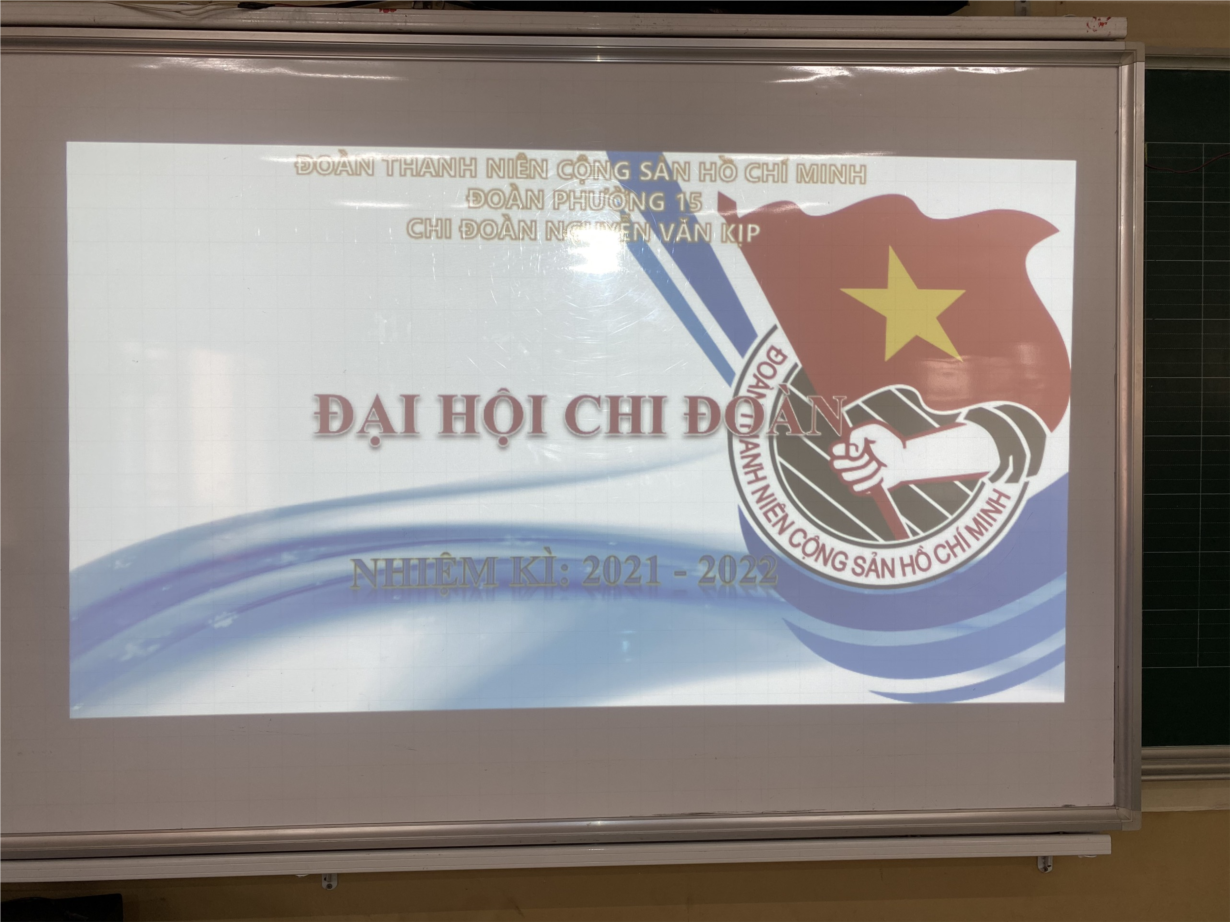 ĐOÀN THANH NIÊN CỘNG SẢN HỒ CHÍ MINH
ĐOÀN PHƯỜNG 15
CHI ĐOÀN NGUYỄN VĂN KỊP
ĐẠI HỘI CHI ĐOÀN
ĐOÀN THANH NIÊN CỘNG SẢN HỒ CHÍ MINH
NHIỆM KÌ: 2021 - 2022